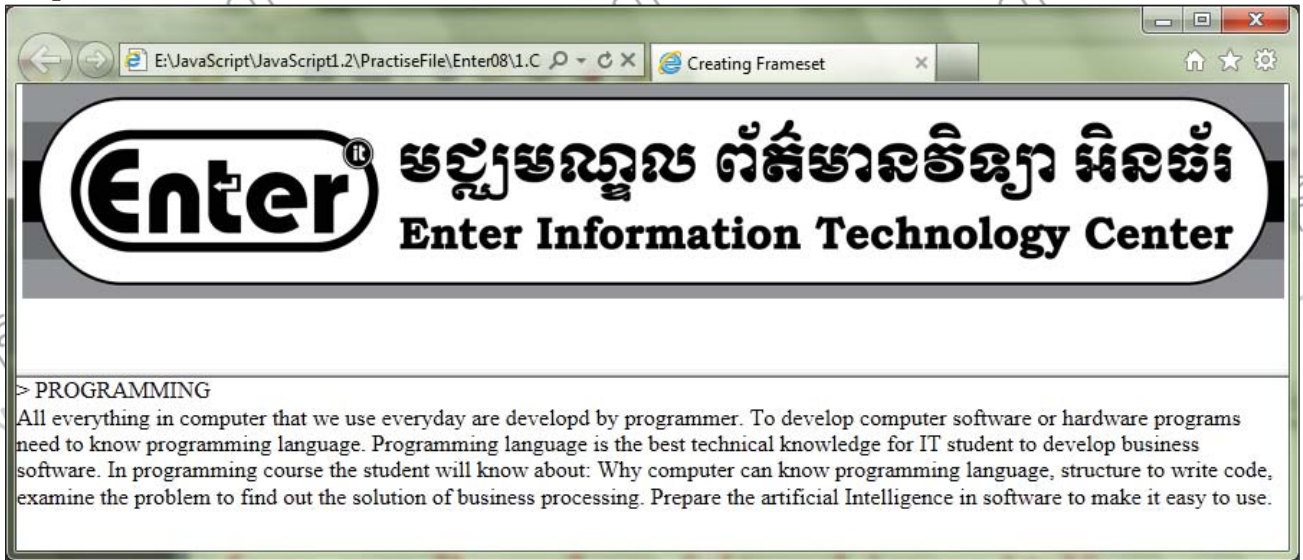 E:\JavaScript\JavaScript1.2\PractiseFile\Enter08\1.C
Creating Frameset
Enter it
មជ្ឈមណ្ឌល ព័ត៌មានវិទ្យា អិនធ័រ
Enter Information Technology Center
> PROGRAMMING
All everything in computer that we use everyday are developd by programmer. To develop computer software or hardware programs
need to know programming language. Programming language is the best technical knowledge for IT student to develop business
software. In programming course the student will know about: Why computer can know programming language, structure to write code,
examine the problem to find out the solution of business processing. Prepare the artificial Intelligence in software to make it easy to use.